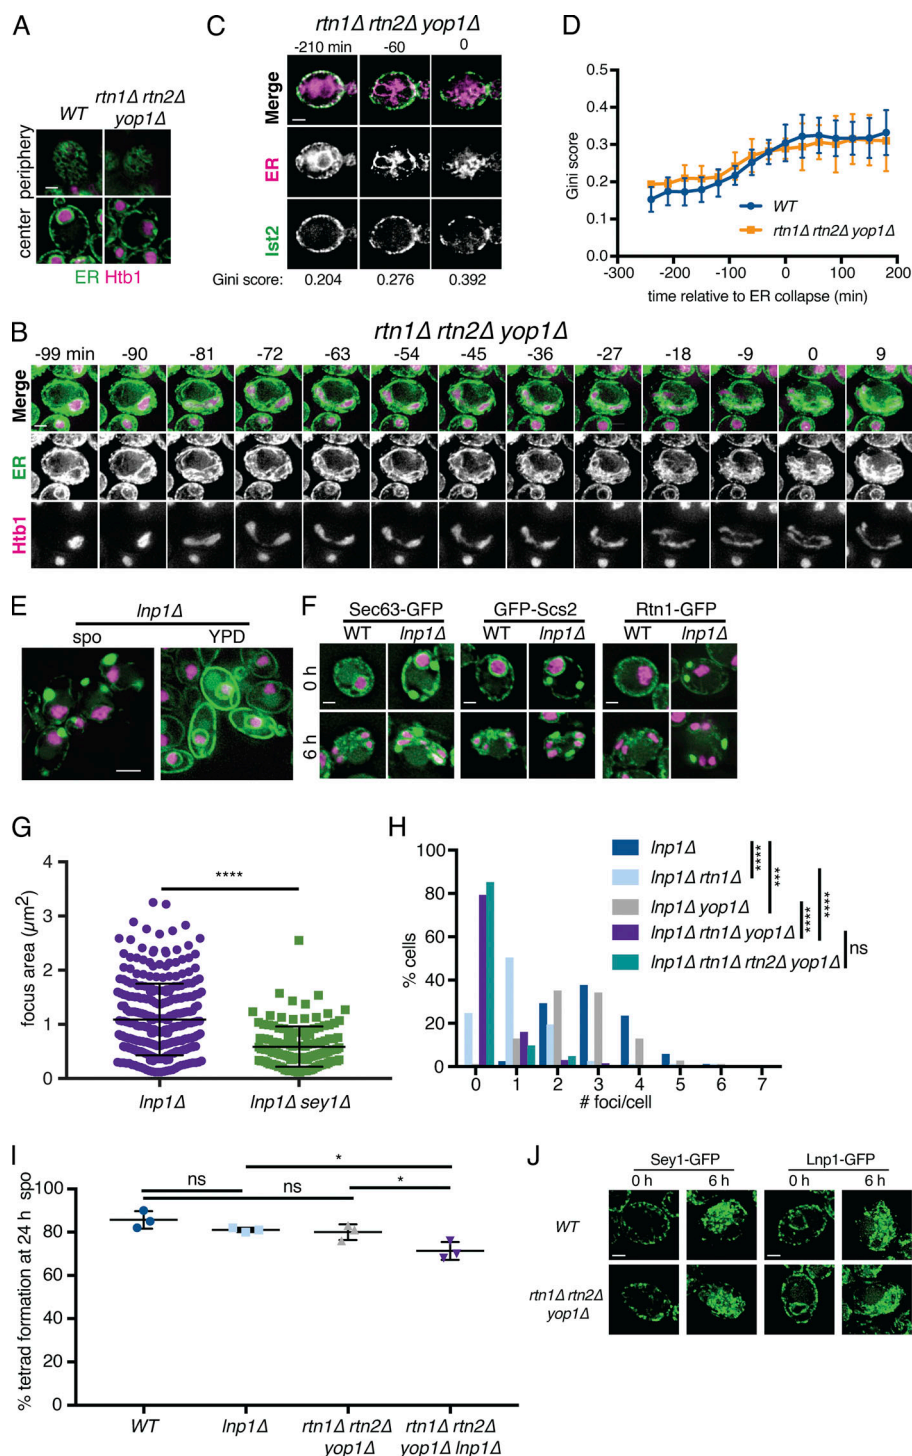 A
WT
rtn1Δ rtn2Δ
yop1Δ
periphery
center
ER Htb1
C
rtn1Δ rtn2Δ yop1Δ
-210 min -60 0
Merge
ER
Ist2
Gini score: 0.204 0.276 0.392
D
0.5
0.4
0.3
0.2
0.1
0.0
Gini score
WT
rtn1Δ rtn2Δ yop1Δ
-300 -200 -100 0 100 200
time relative to ER collapse (min)
B
rtn1Δ rtn2Δ yop1Δ
-99 min -90 -81 -72 -63 -54 -45 -36 -27 -18 -9 0 9
Merge
ER
Htb1
E
lnp1Δ
spo YPD
F
Sec63-GFP GFP-Scs2 Rtn1-GFP
WT lnp1Δ WT lnp1Δ WT lnp1Δ
0 h
6 h
G
4
3
2
1
0
focus area (μm²)
****
lnp1Δ lnp1Δ sey1Δ
H
100
80
60
40
20
0
% cells
lnp1Δ
lnp1Δ rtn1Δ
lnp1Δ yop1Δ
lnp1Δ rtn1Δ yop1Δ
lnp1Δ rtn1Δ rtn2Δ yop1Δ
****
***
****
****
ns
0 1 2 3 4 5 6 7
# foci/cell
I
% tetrad formation at 24 h spo
100
80
60
40
20
0
ns
ns
*
*
WT lnp1Δ rtn1Δ rtn2Δ rtn1Δ rtn2Δ
yop1Δ yop1Δ lnp1Δ
J
Sey1-GFP Lnp1-GFP
0 h 6 h 0 h 6 h
WT
rtn1Δ rtn2Δ
yop1Δ